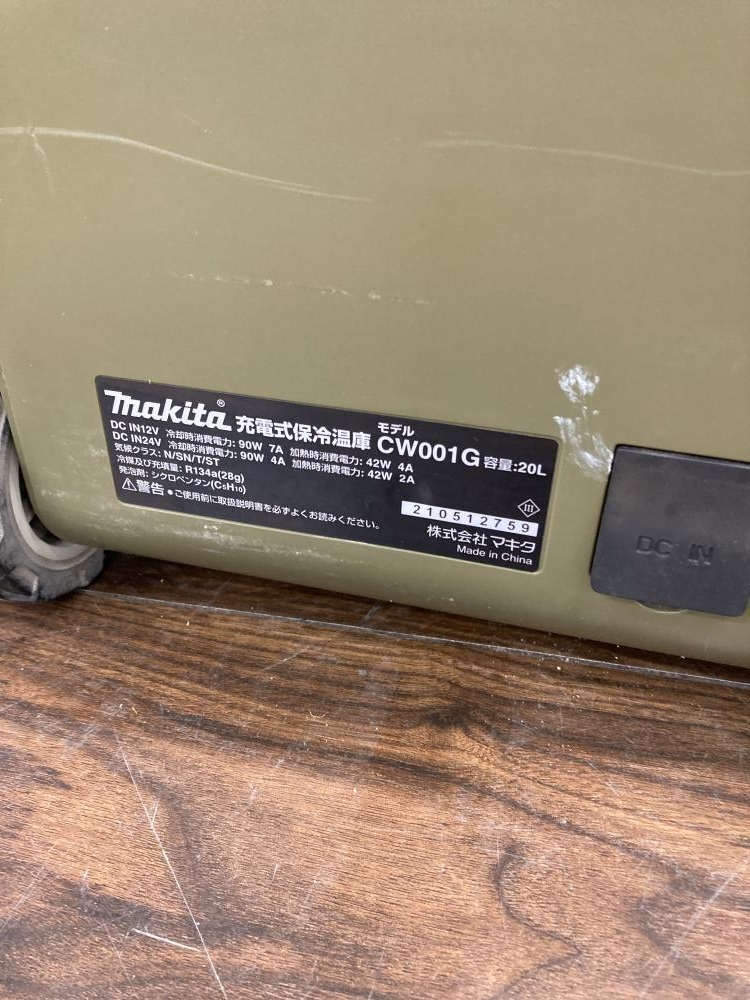 makita® 充電式保冷温庫 モデル CW001G 容量:20L
DC IN12V 冷却時消費電力: 90W 7A 加熱時消費電力: 42W 4A
DC IN24V 冷却時消費電力: 90W 4A 加熱時消費電力: 42W 2A
気候クラス: N/SN/T/ST
冷媒及び充填量: R134a(28g)
発泡剤: シクロペンタン(C5H10)
⚠警告 ●ご使用前に取扱説明書を必ずよくお読みください。
210512759
III
株式会社 マキタ
Made in China
DC IN